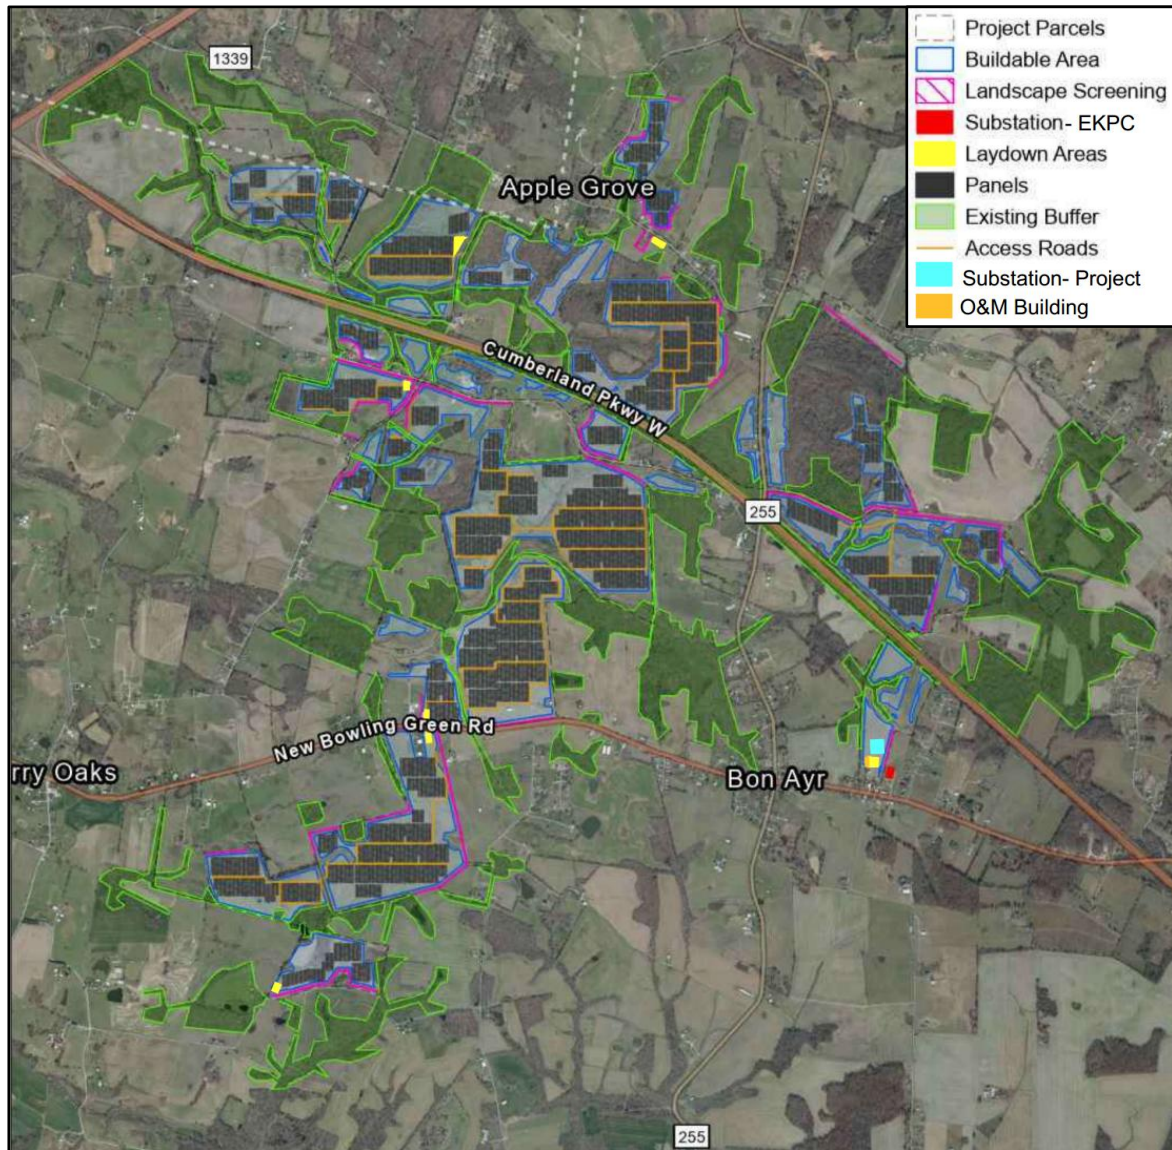 1339
Apple Grove
Cumberland Pkwy W
255
New Bowling Green Rd
rry Oaks
Bon Ayr
255
Project Parcels
Buildable Area
Landscape Screening
Substation- EKPC
Laydown Areas
Panels
Existing Buffer
Access Roads
Substation- Project
O&M Building